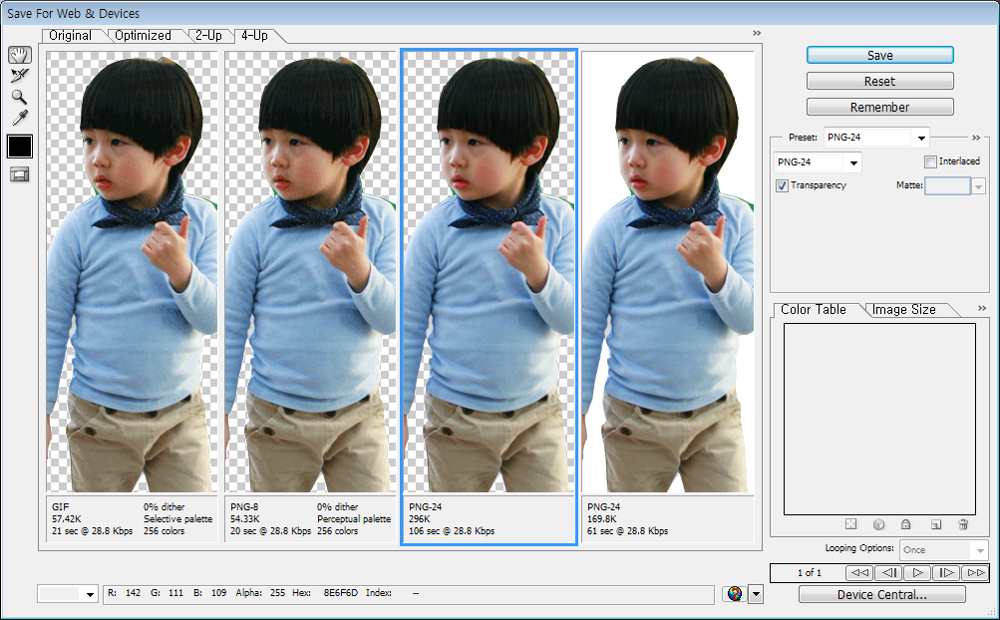 Save For Web & Devices
Original Optimized 2-Up 4-Up
Save
Reset
Remember
Preset: PNG-24
PNG-24 Interlaced
Transparency Matte:
Color Table Image Size
GIF 0% dither
57.42K Selective palette
21 sec @ 28.8 Kbps 256 colors
PNG-8 0% dither
54.33K Perceptual palette
20 sec @ 28.8 Kbps 256 colors
PNG-24
296K
106 sec @ 28.8 Kbps
PNG-24
169.8K
61 sec @ 28.8 Kbps
Looping Options: Once
1 of 1
R: 142 G: 111 B: 109 Alpha: 255 Hex: 8E6F6D Index: --
Device Central...